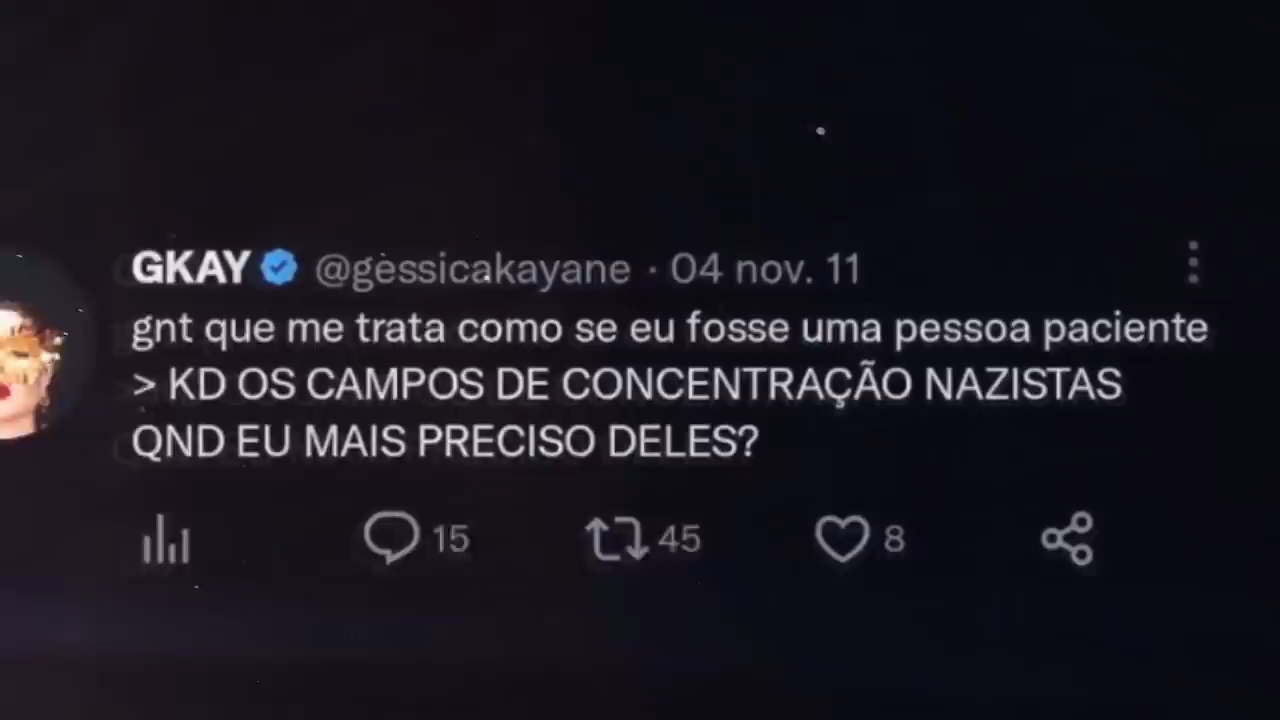 GKAY @gessicakayane · 04 nov. 11
gnt que me trata como se eu fosse uma pessoa paciente
> KD OS CAMPOS DE CONCENTRAÇÃO NAZISTAS
QND EU MAIS PRECISO DELES?
15 45 8